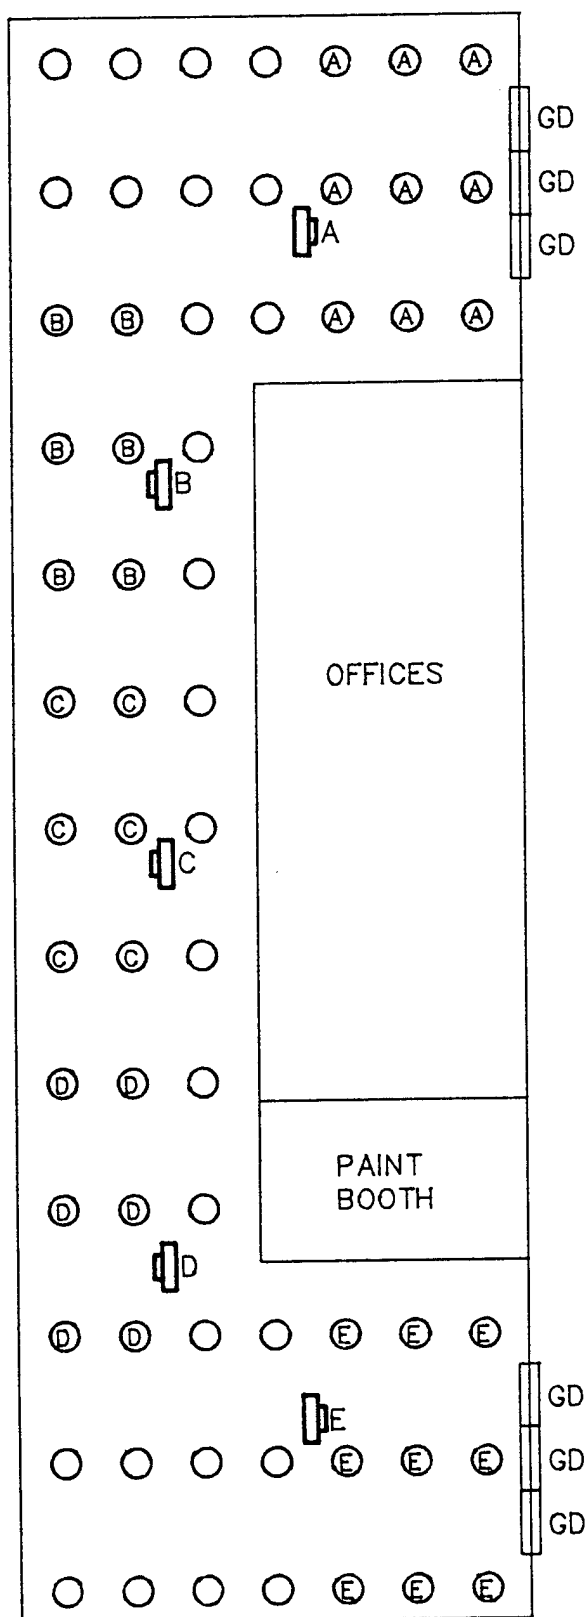 A A A
GD
A A A GD
A
GD
B B A A A
B B
B
B B
OFFICES
C C
C C
C
C C
D D
PAINT
BOOTH
D D
D
D D E E E
GD
E
E E E GD
GD
E E E